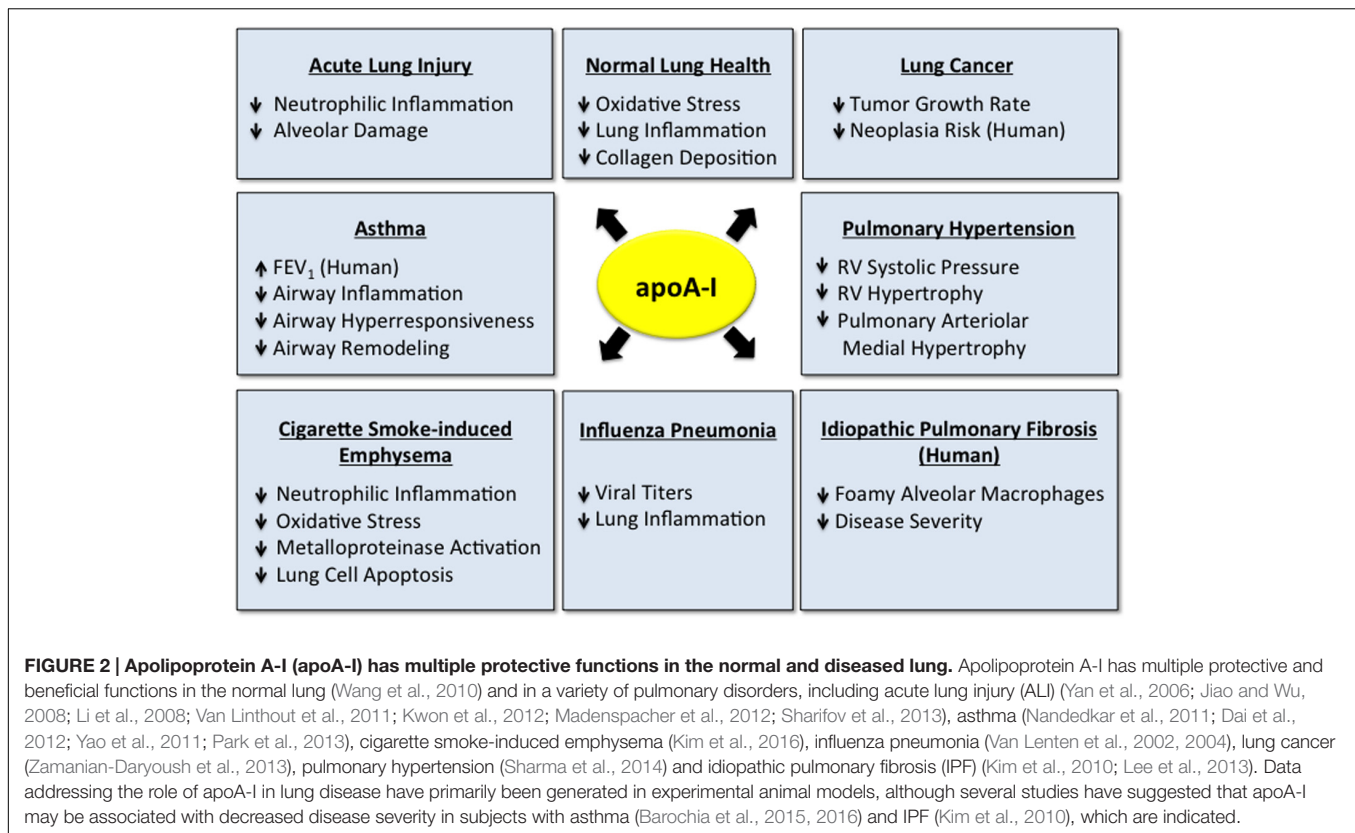 Acute Lung Injury
↓ Neutrophilic Inflammation
↓ Alveolar Damage
Normal Lung Health
↓ Oxidative Stress
↓ Lung Inflammation
↓ Collagen Deposition
Lung Cancer
↓ Tumor Growth Rate
↓ Neoplasia Risk (Human)
Asthma
↑ FEV₁ (Human)
↓ Airway Inflammation
↓ Airway Hyperresponsiveness
↓ Airway Remodeling
apoA-I
Pulmonary Hypertension
↓ RV Systolic Pressure
↓ RV Hypertrophy
↓ Pulmonary Arteriolar
Medial Hypertrophy
Cigarette Smoke-induced
Emphysema
↓ Neutrophilic Inflammation
↓ Oxidative Stress
↓ Metalloproteinase Activation
↓ Lung Cell Apoptosis
Influenza Pneumonia
↓ Viral Titers
↓ Lung Inflammation
Idiopathic Pulmonary Fibrosis
(Human)
↓ Foamy Alveolar Macrophages
↓ Disease Severity
FIGURE 2 | Apolipoprotein A-I (apoA-I) has multiple protective functions in the normal and diseased lung. Apolipoprotein A-I has multiple protective and
beneficial functions in the normal lung (Wang et al., 2010) and in a variety of pulmonary disorders, including acute lung injury (ALI) (Yan et al., 2006; Jiao and Wu,
2008; Li et al., 2008; Van Linthout et al., 2011; Kwon et al., 2012; Madenspacher et al., 2012; Sharifov et al., 2013), asthma (Nandedkar et al., 2011; Dai et al.,
2012; Yao et al., 2011; Park et al., 2013), cigarette smoke-induced emphysema (Kim et al., 2016), influenza pneumonia (Van Lenten et al., 2002, 2004), lung cancer
(Zamanian-Daryoush et al., 2013), pulmonary hypertension (Sharma et al., 2014) and idiopathic pulmonary fibrosis (IPF) (Kim et al., 2010; Lee et al., 2013). Data
addressing the role of apoA-I in lung disease have primarily been generated in experimental animal models, although several studies have suggested that apoA-I
may be associated with decreased disease severity in subjects with asthma (Barochia et al., 2015, 2016) and IPF (Kim et al., 2010), which are indicated.